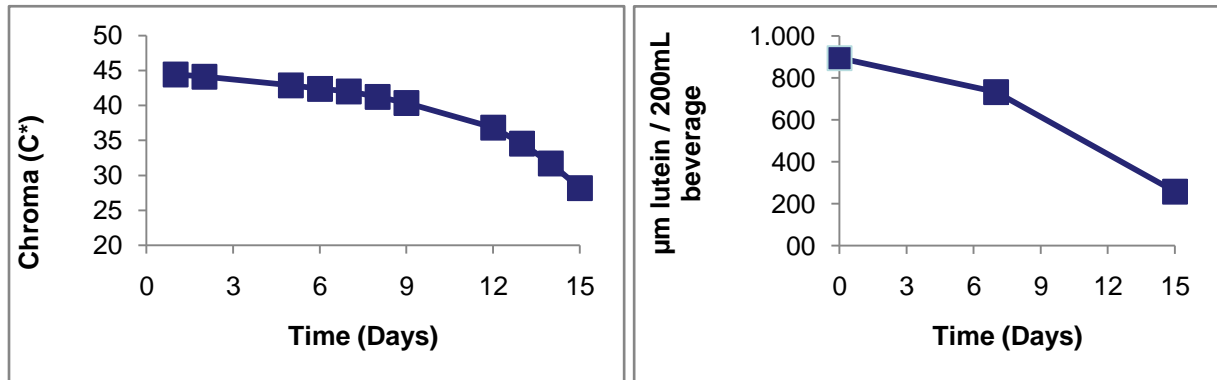 Chroma (C*)
50
45
40
35
30
25
20
0 3 6 9 12 15
Time (Days)
µm lutein / 200mL
beverage
1.000
800
600
400
200
00
0 3 6 9 12 15
Time (Days)